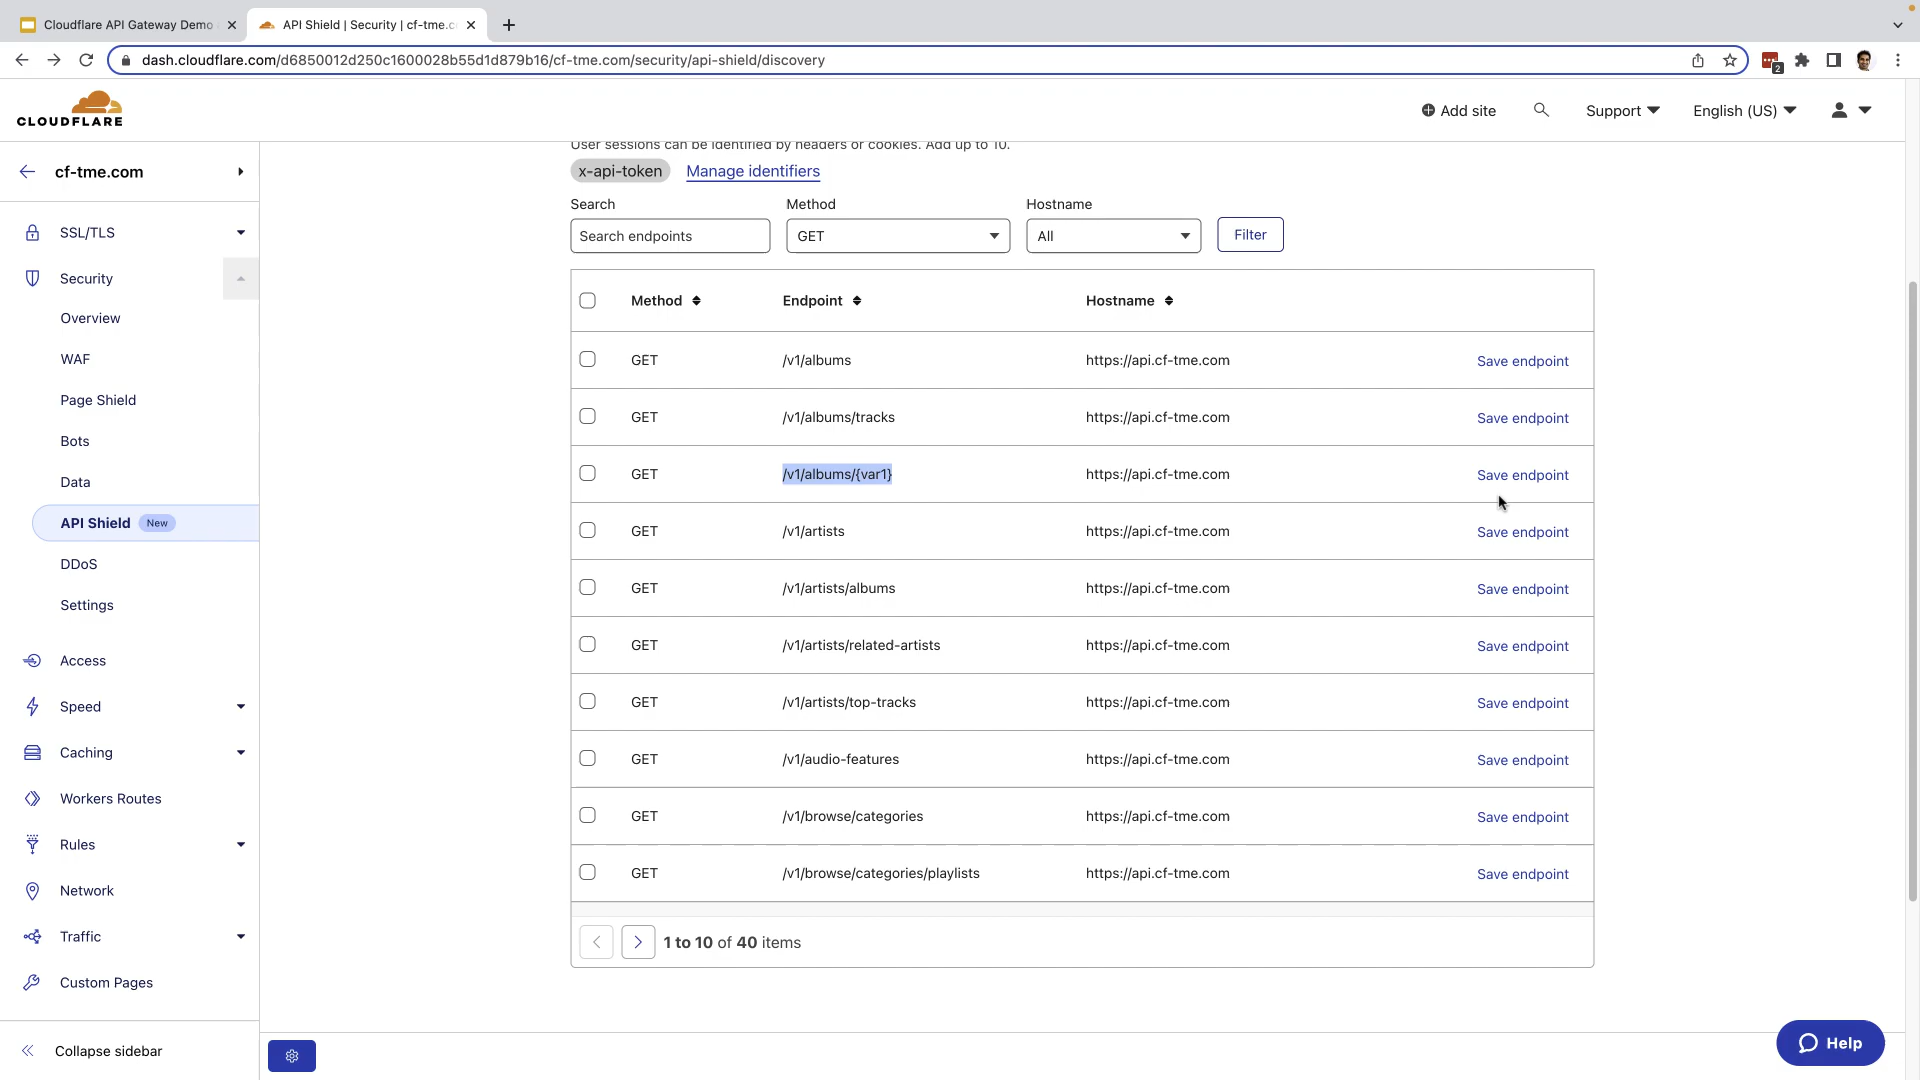 Cloudflare API Gateway Demo
API Shield | Security | cf-tme.c
dash.cloudflare.com/d6850012d250c1600028b55d1d879b16/cf-tme.com/security/api-shield/discovery
2
CLOUDFLARE
Add site
Support
English (US)
cf-tme.com
SSL/TLS
Security
Overview
WAF
Page Shield
Bots
Data
API Shield New
DDoS
Settings
Access
Speed
Caching
Workers Routes
Rules
Network
Traffic
Custom Pages
Collapse sidebar
User sessions can be identified by headers or cookies. Add up to 10.
x-api-token Manage identifiers
Search Method Hostname
Search endpoints GET All Filter
Method Endpoint Hostname
GET /v1/albums https://api.cf-tme.com Save endpoint
GET /v1/albums/tracks https://api.cf-tme.com Save endpoint
GET /v1/albums/{var1} https://api.cf-tme.com Save endpoint
GET /v1/artists https://api.cf-tme.com Save endpoint
GET /v1/artists/albums https://api.cf-tme.com Save endpoint
GET /v1/artists/related-artists https://api.cf-tme.com Save endpoint
GET /v1/artists/top-tracks https://api.cf-tme.com Save endpoint
GET /v1/audio-features https://api.cf-tme.com Save endpoint
GET /v1/browse/categories https://api.cf-tme.com Save endpoint
GET /v1/browse/categories/playlists https://api.cf-tme.com Save endpoint
1 to 10 of 40 items
Help